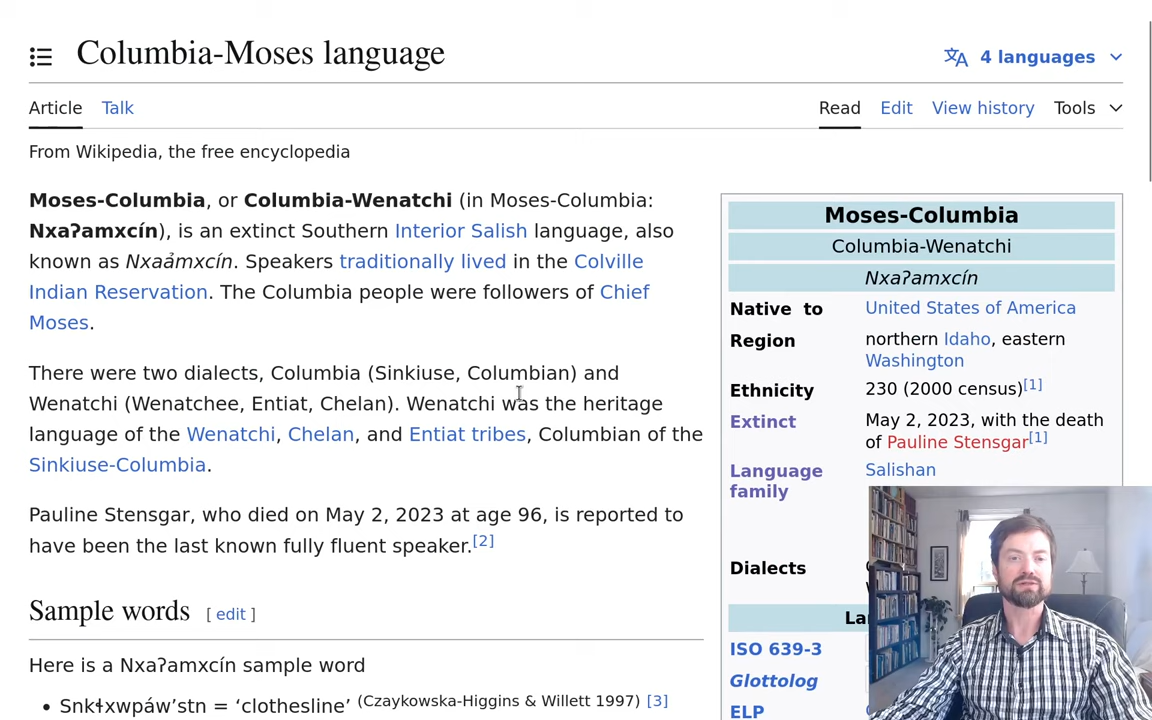 Columbia-Moses language
4 languages
Article Talk
Read Edit View history Tools
From Wikipedia, the free encyclopedia
Moses-Columbia, or Columbia-Wenatchi (in Moses-Columbia:
Nxaʔamxcín), is an extinct Southern Interior Salish language, also
known as Nxaảmxcín. Speakers traditionally lived in the Colville
Indian Reservation. The Columbia people were followers of Chief
Moses.
There were two dialects, Columbia (Sinkiuse, Columbian) and
Wenatchi (Wenatchee, Entiat, Chelan). Wenatchi was the heritage
language of the Wenatchi, Chelan, and Entiat tribes, Columbian of the
Sinkiuse-Columbia.
Pauline Stensgar, who died on May 2, 2023 at age 96, is reported to
have been the last known fully fluent speaker.[2]
Sample words [ edit ]
Here is a Nxaʔamxcín sample word
• Snkɬxwpáw’stn = ‘clothesline’ (Czaykowska-Higgins & Willett 1997) [3]
Moses-Columbia
Columbia-Wenatchi
Nxaʔamxcín
Native to United States of America
Region northern Idaho, eastern
Washington
Ethnicity 230 (2000 census)[1]
Extinct May 2, 2023, with the death
of Pauline Stensgar[1]
Language Salishan
family
Dialects
La
ISO 639-3
Glottolog
ELP